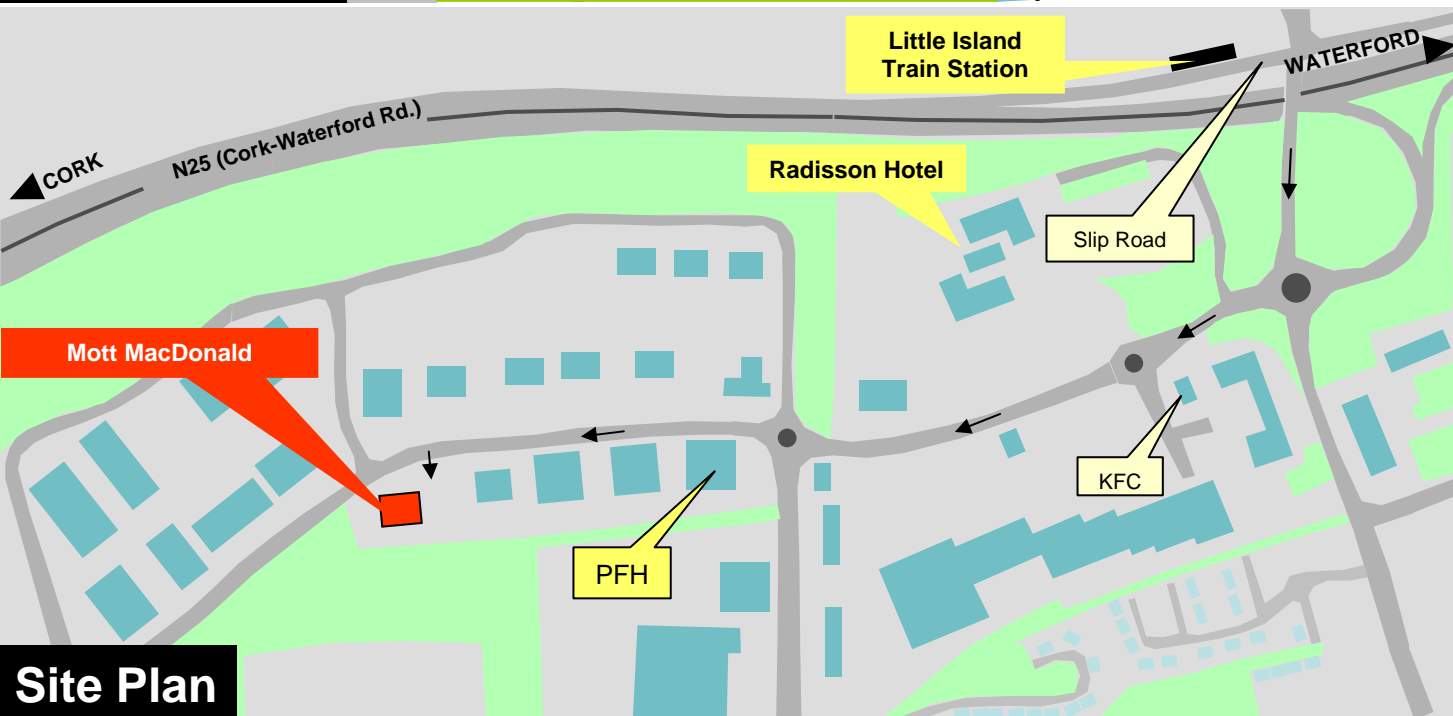 Little Island
Train Station
WATERFORD
N25 (Cork-Waterford Rd.)
CORK
Radisson Hotel
Slip Road
Mott MacDonald
KFC
PFH
Site Plan